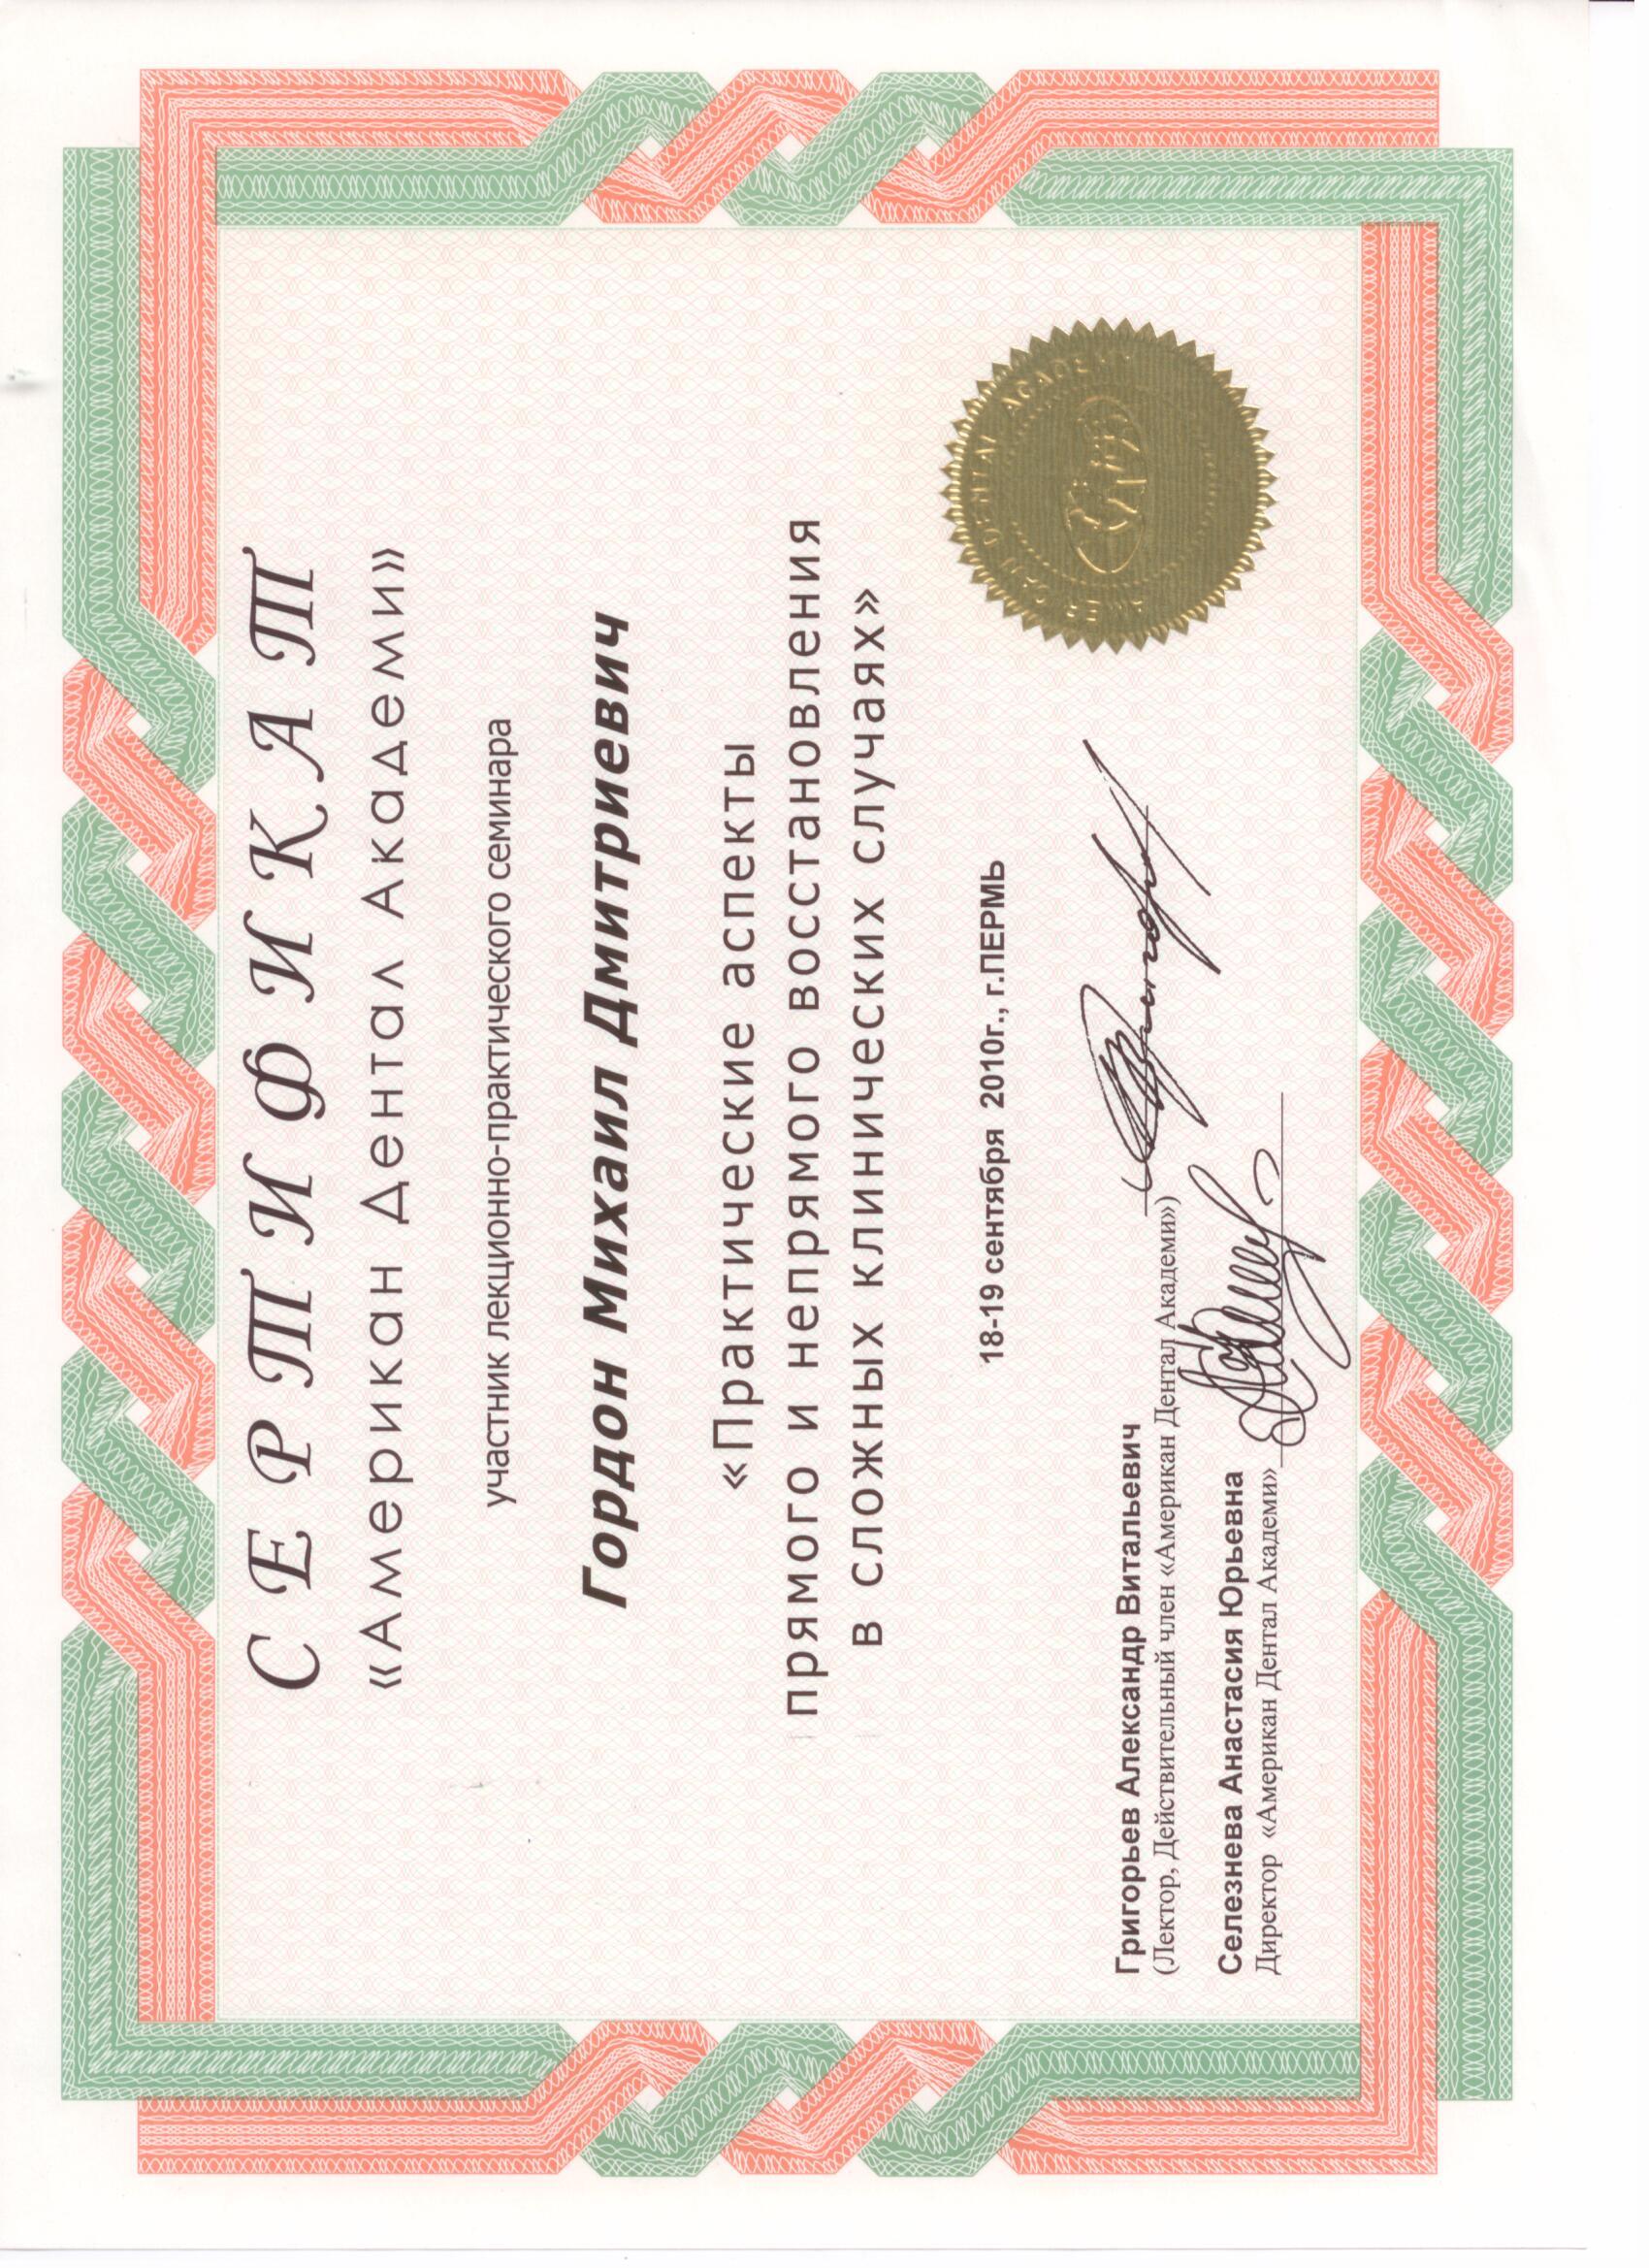 СЕРТИФИКАТ
«Американ Дентал Академи»
участник лекционно-практического семинара
Гордон Михаил Дмитриевич
«Практические аспекты
прямого и непрямого восстановления
в сложных клинических случаях»
18-19 сентября 2010г., г.ПЕРМЬ
Григорьев Александр Витальевич
(Лектор, Действительный член «Американ Дентал Академи»)
Селезнева Анастасия Юрьевна
Директор «Американ Дентал Академи»
AMERICAN DENTAL ACADEMY